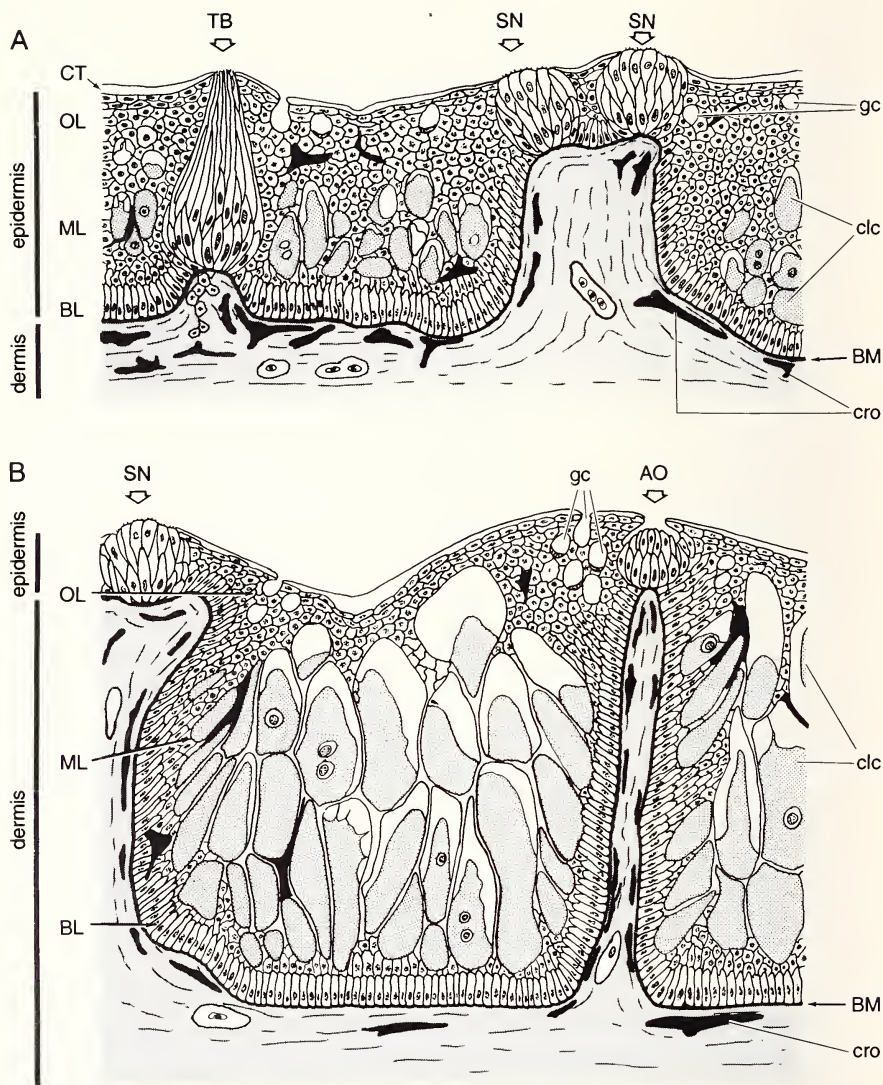 A
TB
SN
SN
CT
OL
gc
epidermis
ML
clc
BL
dermis
BM
cro
B
SN
gc
AO
epidermis
OL
ML
clc
dermis
BL
BM
cro